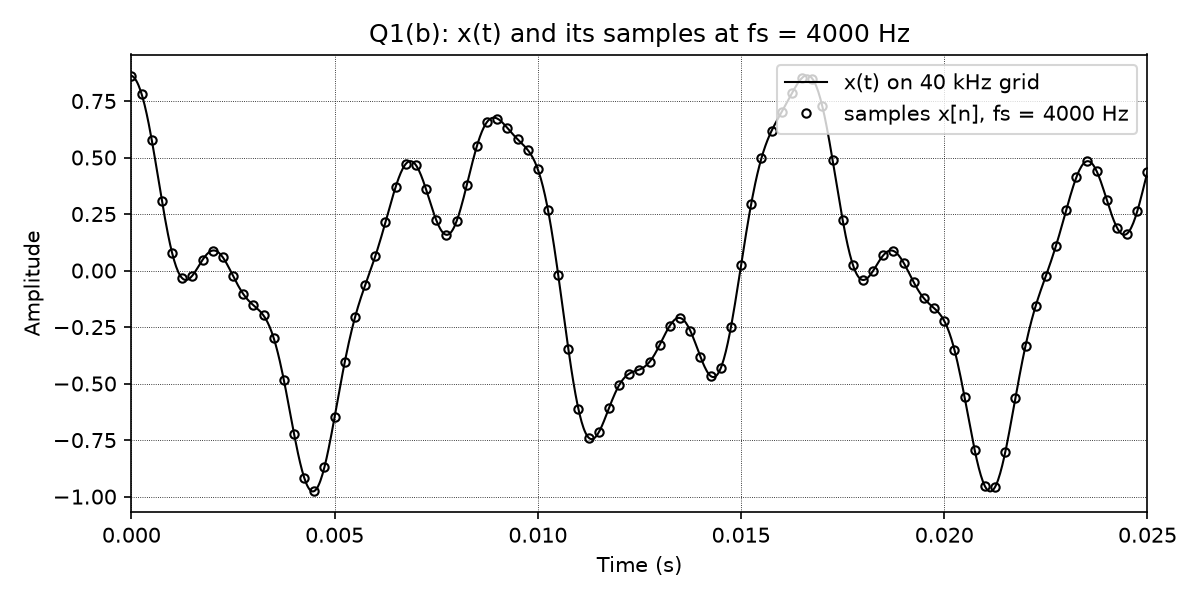 Q1(b): x(t) and its samples at fs = 4000 Hz
x(t) on 40 kHz grid
samples x[n], fs = 4000 Hz
0.75
0.50
0.25
0.00
−0.25
−0.50
−0.75
−1.00
Amplitude
0.000 0.005 0.010 0.015 0.020 0.025
Time (s)